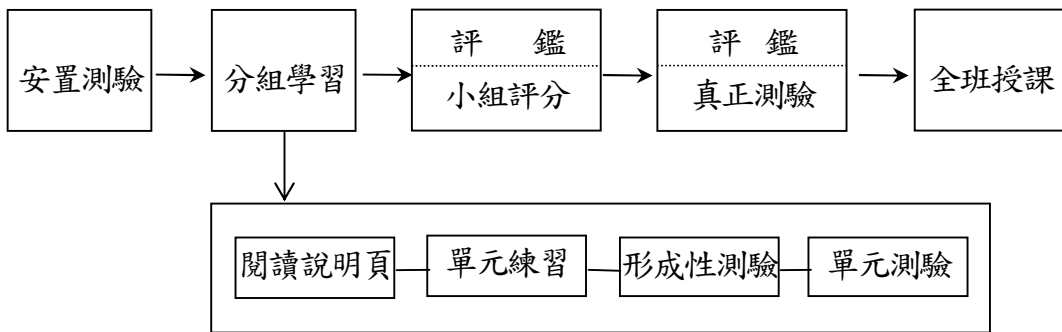 安置測驗
分組學習
評 鑑
小組評分
評 鑑
真正測驗
全班授課
閱讀說明頁
單元練習
形成性測驗
單元測驗